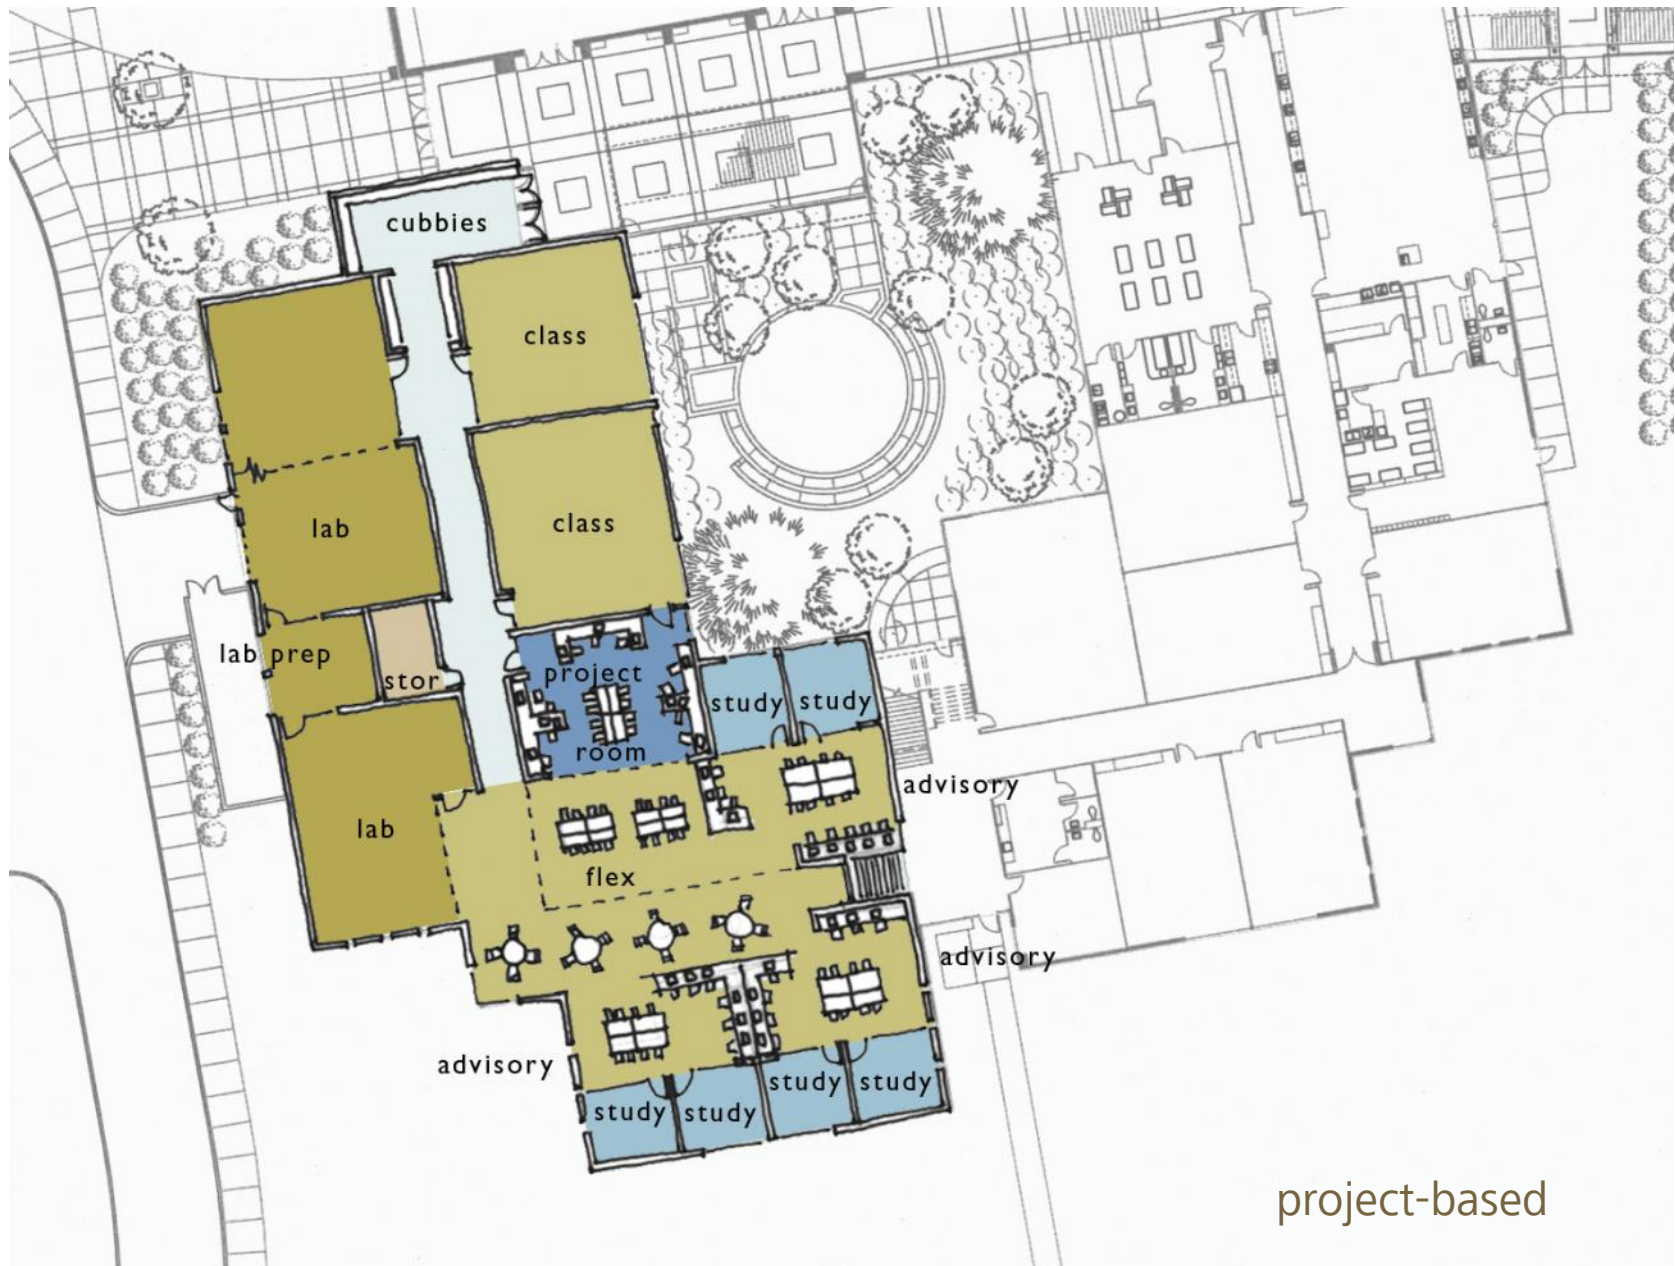 cubbies
class
class
lab
lab prep
stor
project
room
study
study
advisory
lab
flex
advisory
advisory
study
study
study
study
project-based